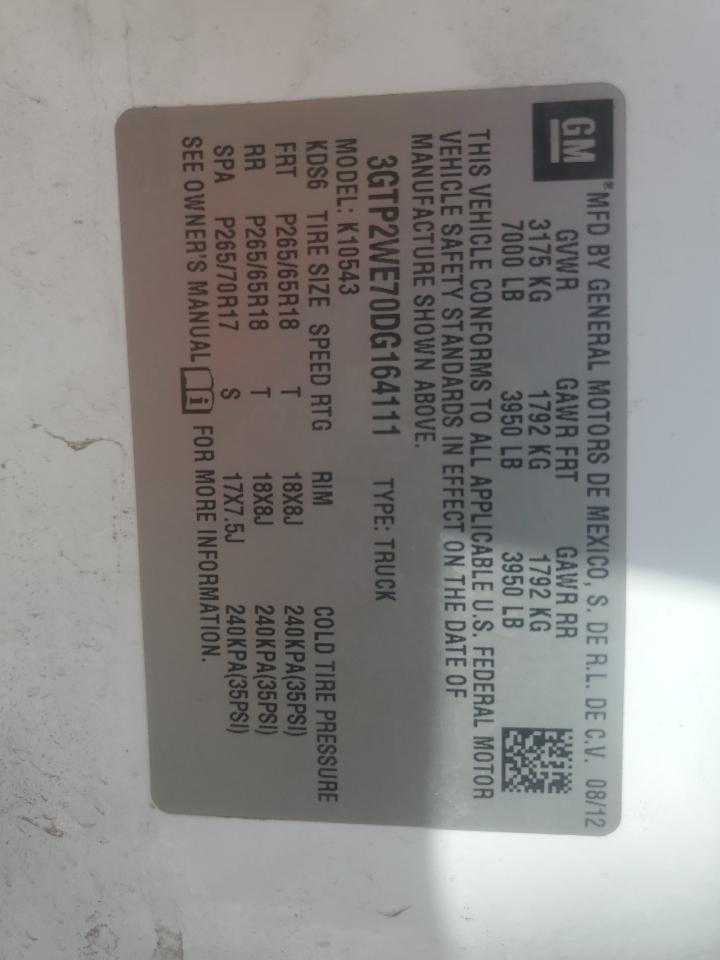 GM
®MFD BY GENERAL MOTORS DE MEXICO, S. DE R.L. DE C.V. 08/12
GVWR GAWR FRT GAWR RR
3175 KG 1792 KG 1792 KG
7000 LB 3950 LB 3950 LB
THIS VEHICLE CONFORMS TO ALL APPLICABLE U.S. FEDERAL MOTOR
VEHICLE SAFETY STANDARDS IN EFFECT ON THE DATE OF
MANUFACTURE SHOWN ABOVE.
3GTP2WE70DG164111 TYPE: TRUCK
MODEL: K10543
KDS6 TIRE SIZE SPEED RTG RIM COLD TIRE PRESSURE
FRT P265/65R18 T 18X8J 240KPA(35PSI)
RR P265/65R18 T 18X8J 240KPA(35PSI)
SPA P265/70R17 S 17X7.5J 240KPA(35PSI)
SEE OWNER'S MANUAL i FOR MORE INFORMATION.